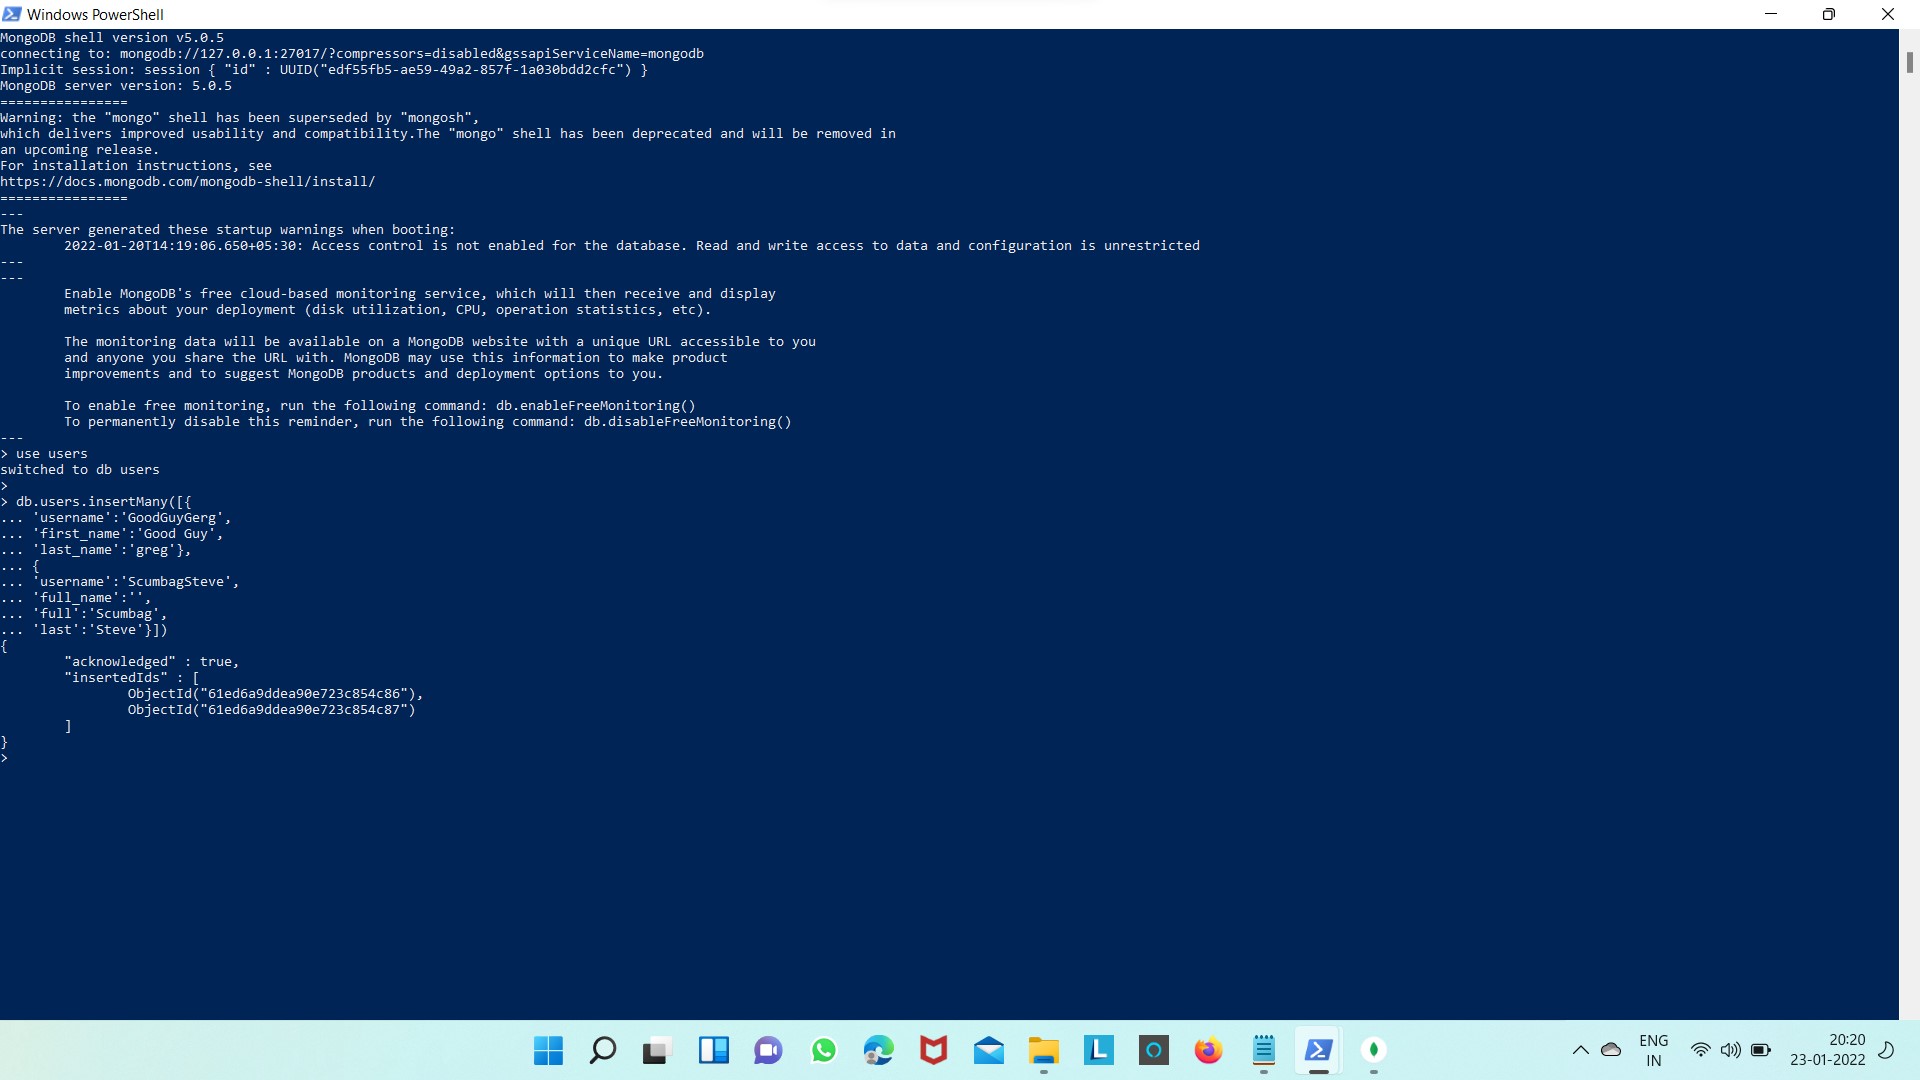 Windows PowerShell
MongoDB shell version v5.0.5
connecting to: mongodb://127.0.0.1:27017/?compressors=disabled&gssapiServiceName=mongodb
Implicit session: session { "id" : UUID("edf55fb5-ae59-49a2-857f-1a030bdd2cfc") }
MongoDB server version: 5.0.5
================
Warning: the "mongo" shell has been superseded by "mongosh",
which delivers improved usability and compatibility.The "mongo" shell has been deprecated and will be removed in
an upcoming release.
For installation instructions, see
https://docs.mongodb.com/mongodb-shell/install/
================
---
The server generated these startup warnings when booting:
        2022-01-20T14:19:06.650+05:30: Access control is not enabled for the database. Read and write access to data and configuration is unrestricted
---
---
        Enable MongoDB's free cloud-based monitoring service, which will then receive and display
        metrics about your deployment (disk utilization, CPU, operation statistics, etc).

        The monitoring data will be available on a MongoDB website with a unique URL accessible to you
        and anyone you share the URL with. MongoDB may use this information to make product
        improvements and to suggest MongoDB products and deployment options to you.

        To enable free monitoring, run the following command: db.enableFreeMonitoring()
        To permanently disable this reminder, run the following command: db.disableFreeMonitoring()
---
> use users
switched to db users
>
> db.users.insertMany([{
... 'username':'GoodGuyGerg',
... 'first_name':'Good Guy',
... 'last_name':'greg'},
... {
... 'username':'ScumbagSteve',
... 'full_name':'',
... 'full':'Scumbag',
... 'last':'Steve'}])
{
        "acknowledged" : true,
        "insertedIds" : [
                ObjectId("61ed6a9ddea90e723c854c86"),
                ObjectId("61ed6a9ddea90e723c854c87")
        ]
}
>
L
ENG
IN
20:20
23-01-2022